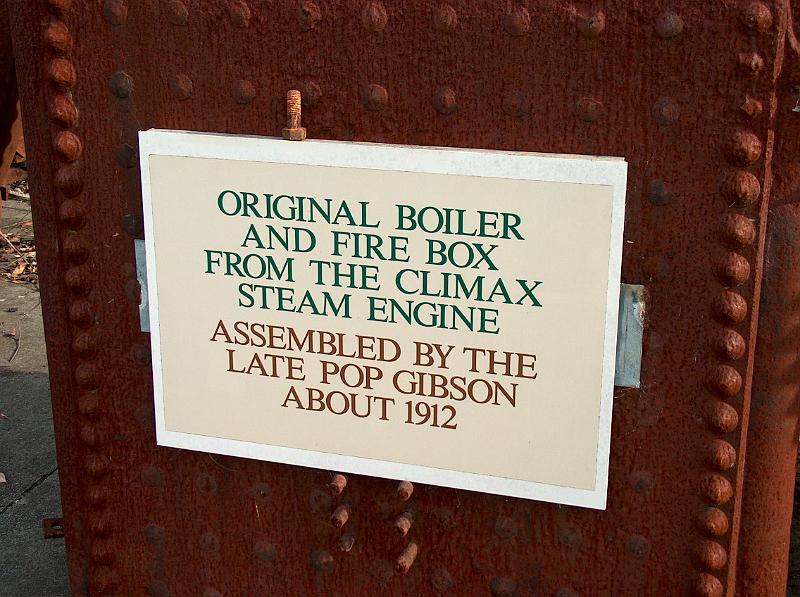 ORIGINAL BOILER
AND FIRE BOX
FROM THE CLIMAX
STEAM ENGINE
ASSEMBLED BY THE
LATE POP GIBSON
ABOUT 1912